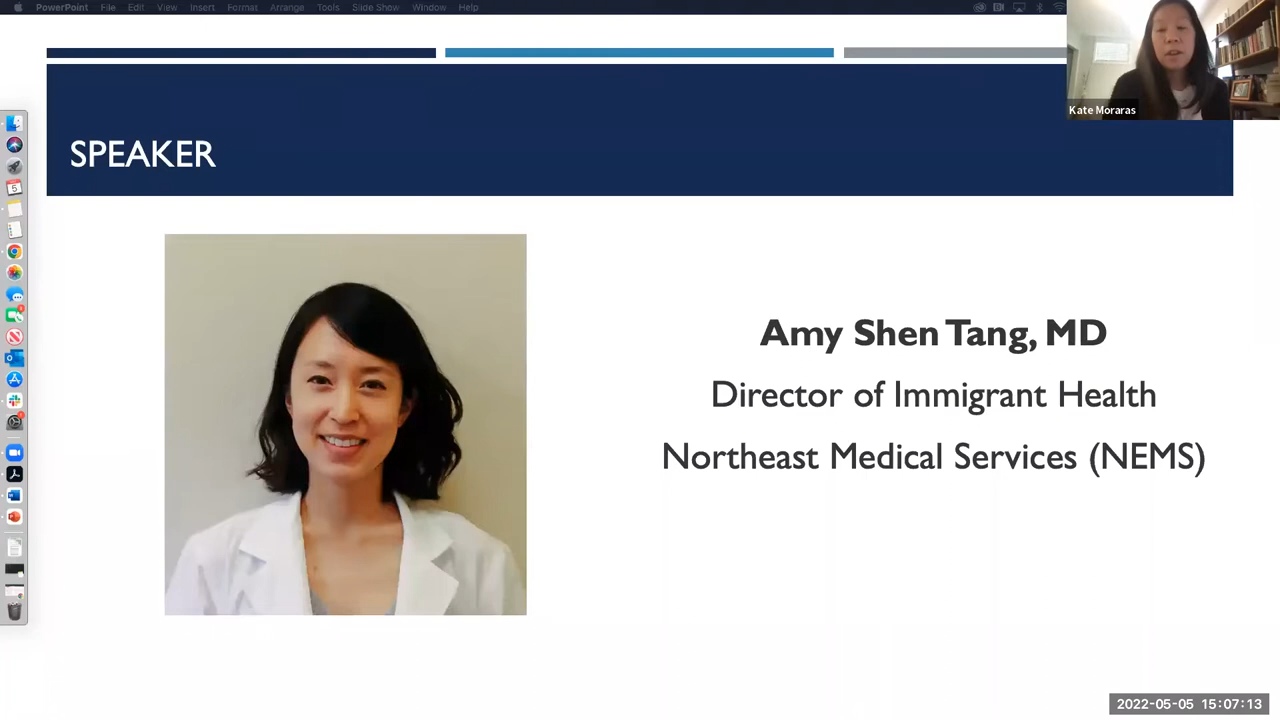 PowerPoint File Edit View Insert Format Arrange Tools Slide Show Window Help
Kate Moraras
SPEAKER
5
Amy Shen Tang, MD
Director of Immigrant Health
Northeast Medical Services (NEMS)
2022-05-05 15:07:13